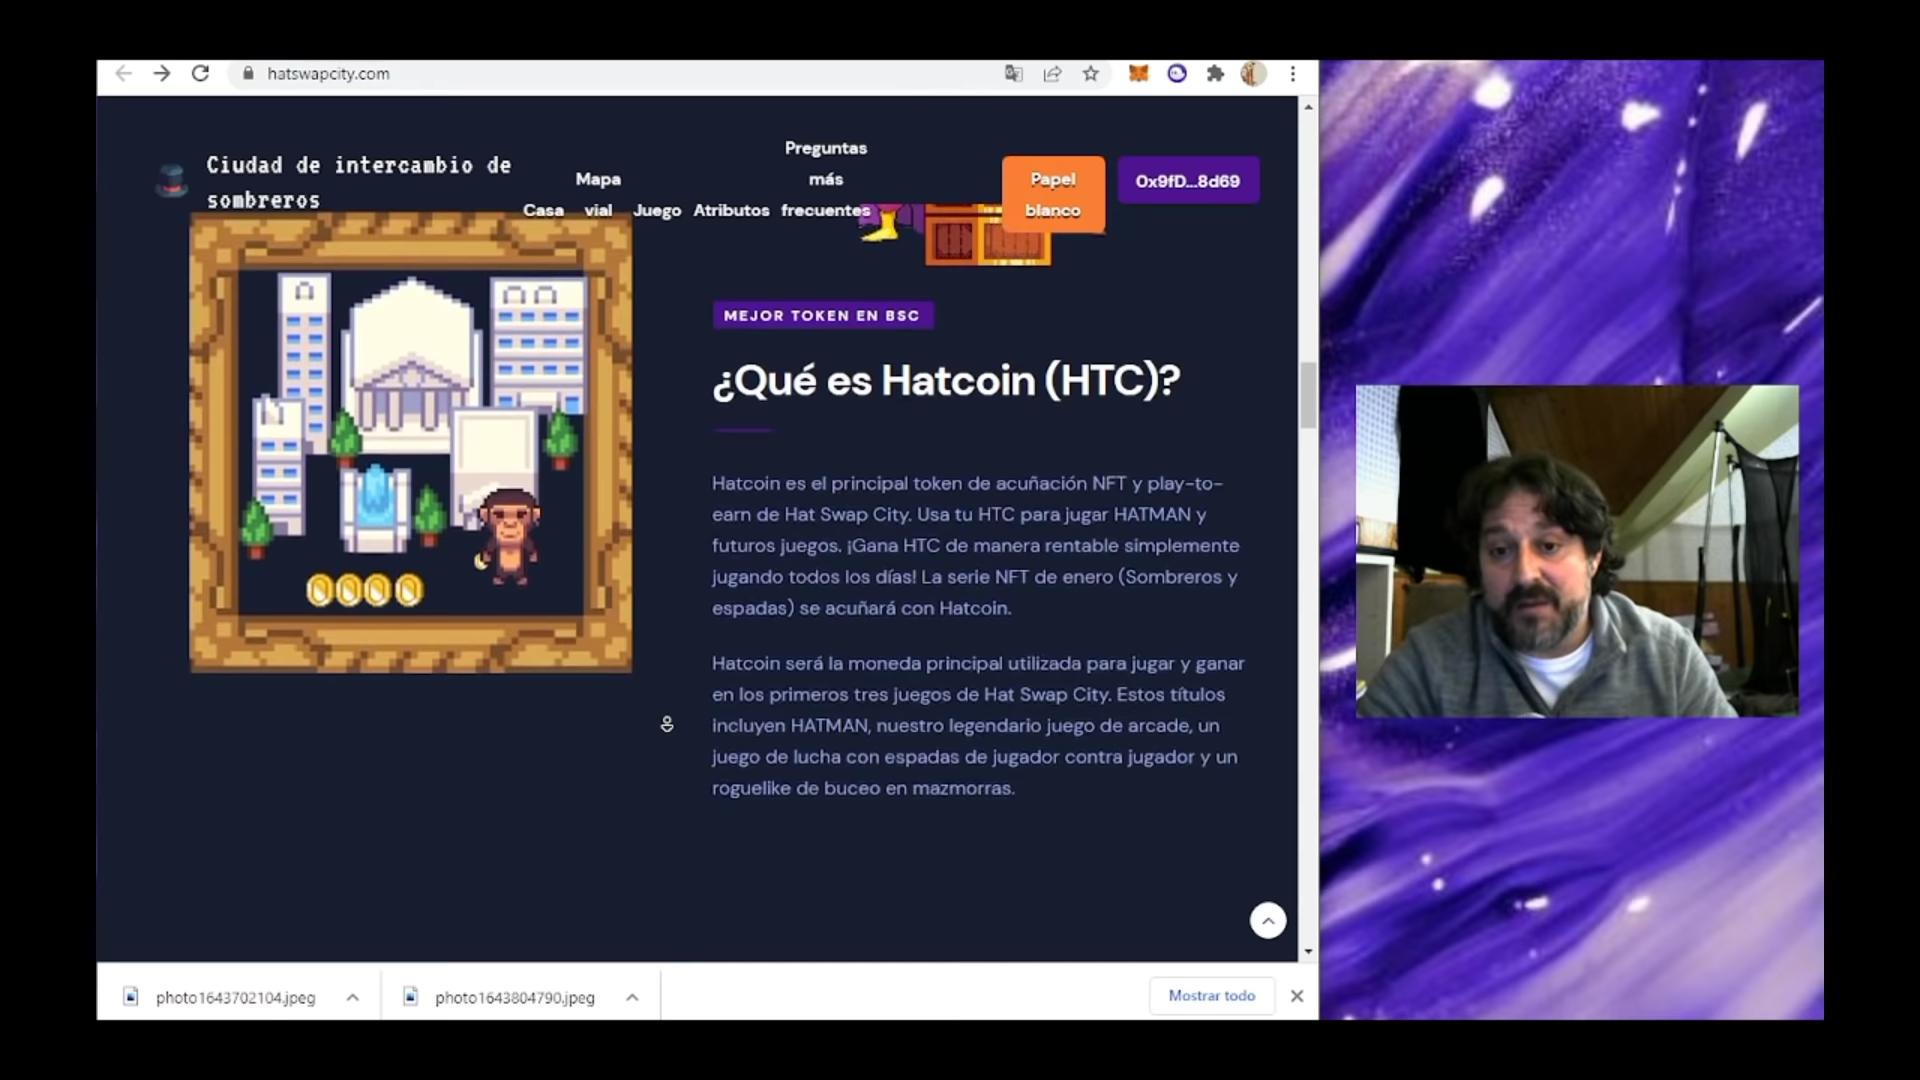 hatswapcity.com
Ciudad de intercambio de
sombreros
Casa
Mapa
vial
Juego
Atributos
Preguntas
más
frecuentes
Papel
blanco
0x9fD...8d69
MEJOR TOKEN EN BSC
¿Qué es Hatcoin (HTC)?
Hatcoin es el principal token de acuñación NFT y play-to-
earn de Hat Swap City. Usa tu HTC para jugar HATMAN y
futuros juegos. ¡Gana HTC de manera rentable simplemente
jugando todos los días! La serie NFT de enero (Sombreros y
espadas) se acuñará con Hatcoin.
Hatcoin será la moneda principal utilizada para jugar y ganar
en los primeros tres juegos de Hat Swap City. Estos títulos
incluyen HATMAN, nuestro legendario juego de arcade, un
juego de lucha con espadas de jugador contra jugador y un
roguelike de buceo en mazmorras.
photo1643702104.jpeg
photo1643804790.jpeg
Mostrar todo